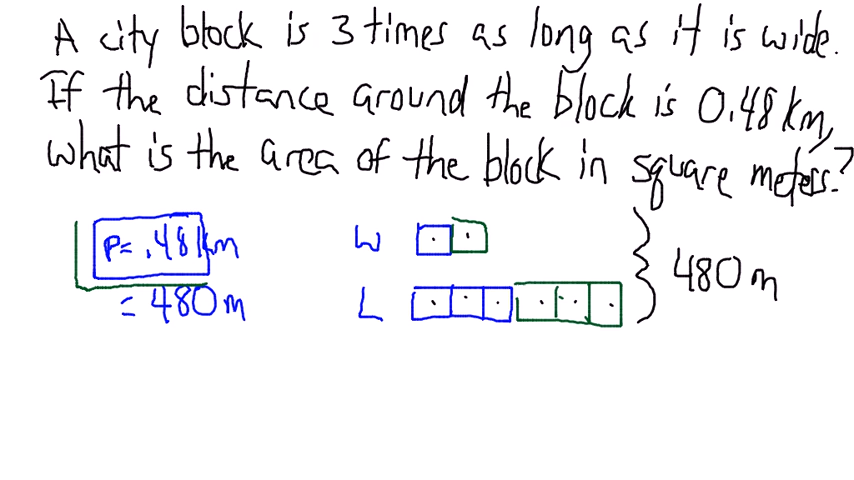 A city block is 3 times as long as it is wide.
If the distance around the block is 0.48 km,
what is the area of the block in square meters?
P= .48 km
= 480 m
W
L
480 m